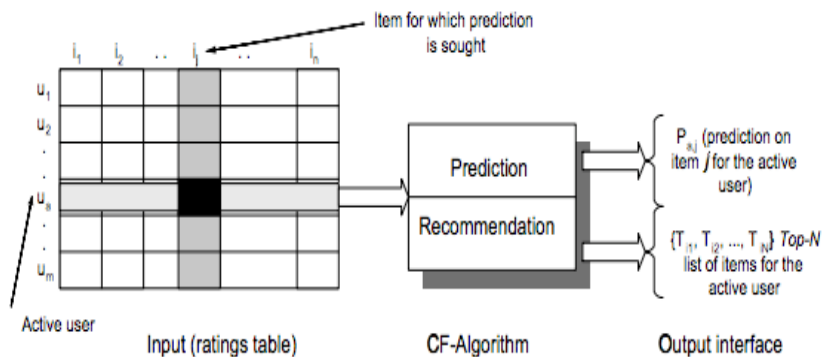 Item for which prediction
is sought
i1 i2 . . ij . . in
u1
u2
.
.
ua
.
.
um
Active user
Prediction
Recommendation
Pa,j (prediction on
item j for the active
user)
{Ti1, Ti2, ..., TiN} Top-N
list of items for the
active user
Input (ratings table)
CF-Algorithm
Output interface